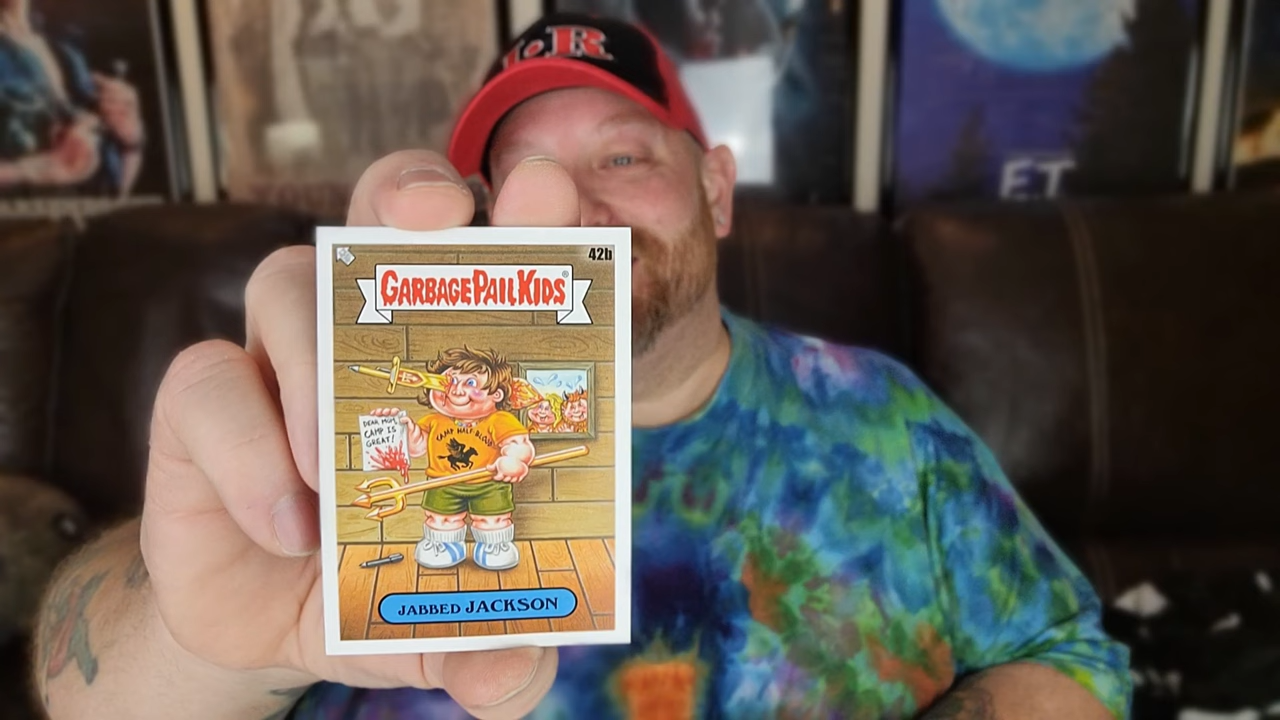 R
E.T
42b
GARBAGE PAIL KIDS®
DEAR MOM,
CAMP IS
GREAT!
CAMP HALF-BLOOD
JABBED JACKSON